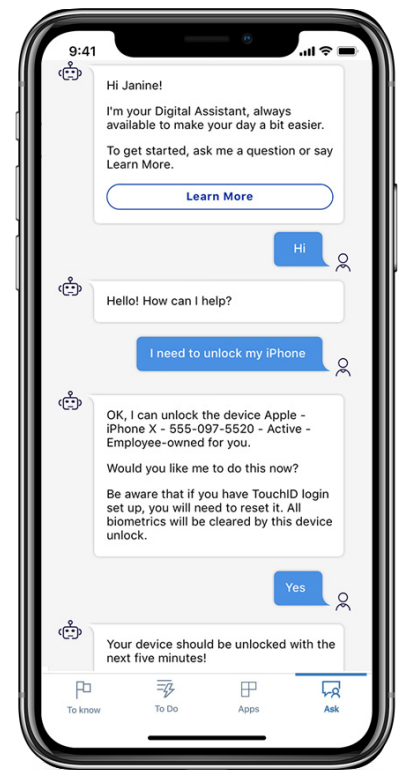 9:41
Hi Janine!
I'm your Digital Assistant, always
available to make your day a bit easier.
To get started, ask me a question or say
Learn More.
Learn More
Hi
Hello! How can I help?
I need to unlock my iPhone
OK, I can unlock the device Apple -
iPhone X - 555-097-5520 - Active -
Employee-owned for you.
Would you like me to do this now?
Be aware that if you have TouchID login
set up, you will need to reset it. All
biometrics will be cleared by this device
unlock.
Yes
Your device should be unlocked with the
next five minutes!
To know
To Do
Apps
Ask